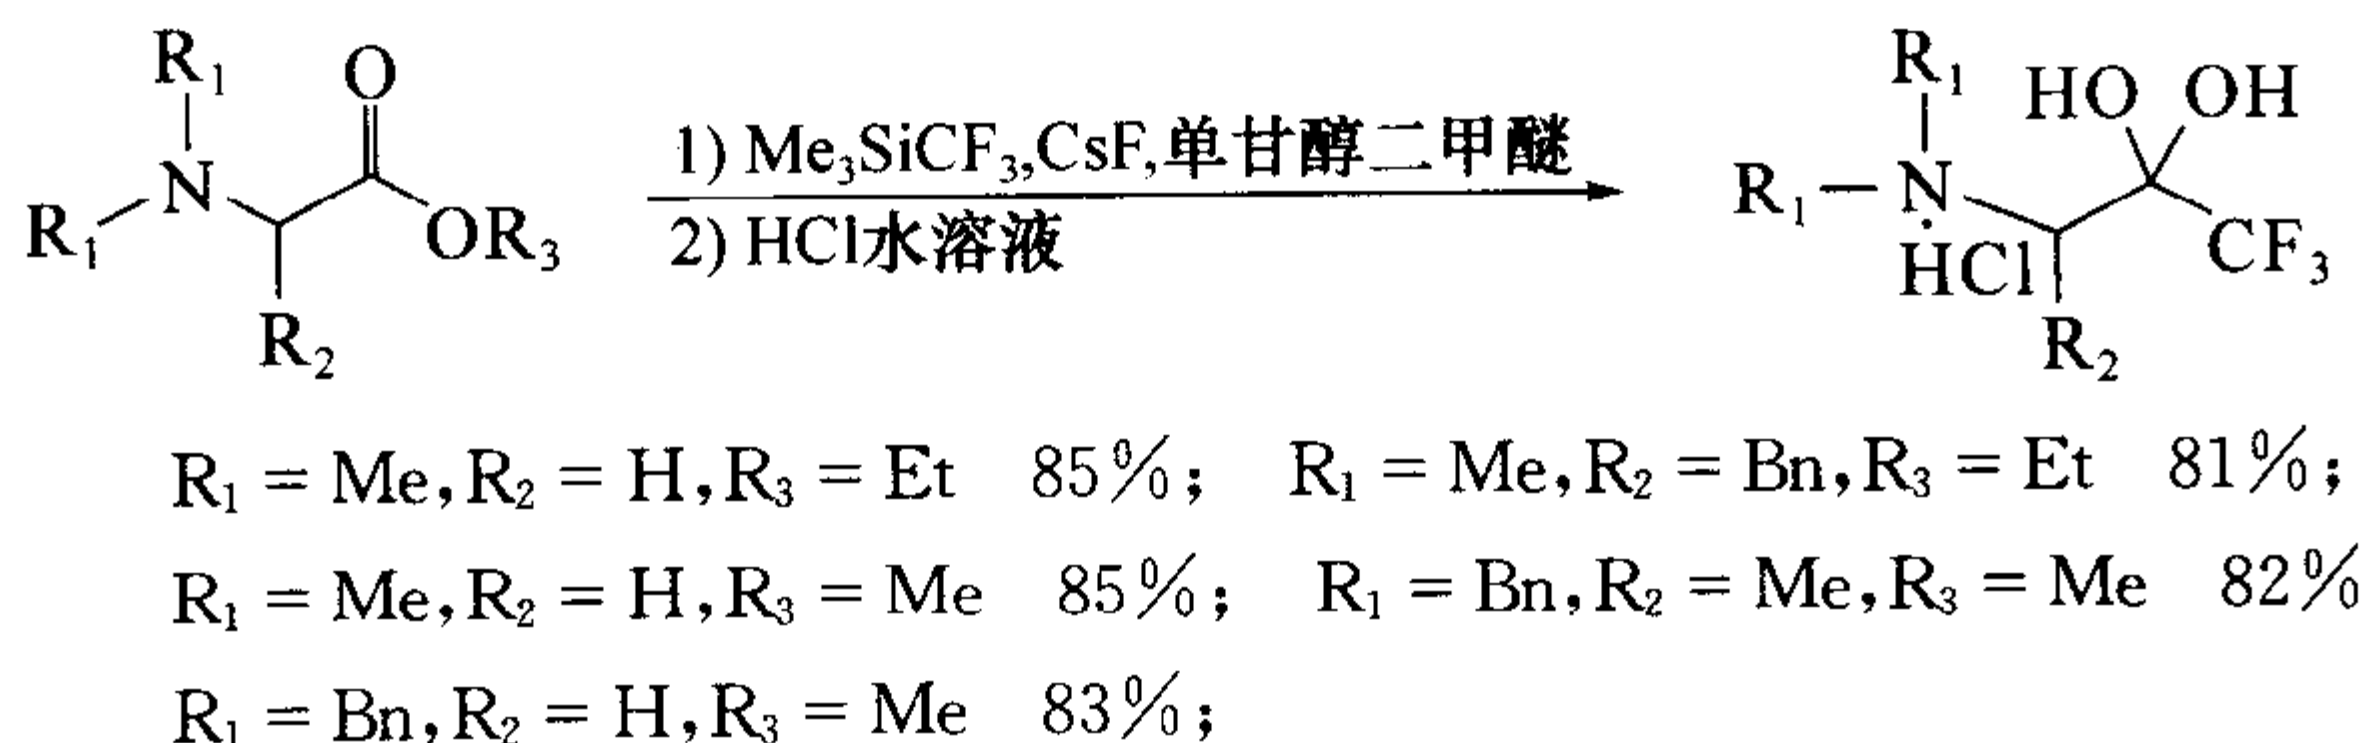 R₁ O R₁ HO OH
1) Me₃SiCF₃,CsF,单甘醇二甲醚
R₁ N OR₃ R₁—N CF₃
2) HCl水溶液 ·HCl
R₂ R₂
R₁ = Me,R₂ = H,R₃ = Et 85%; R₁ = Me,R₂ = Bn,R₃ = Et 81%;
R₁ = Me,R₂ = H,R₃ = Me 85%; R₁ = Bn,R₂ = Me,R₃ = Me 82%
R₁ = Bn,R₂ = H,R₃ = Me 83%;